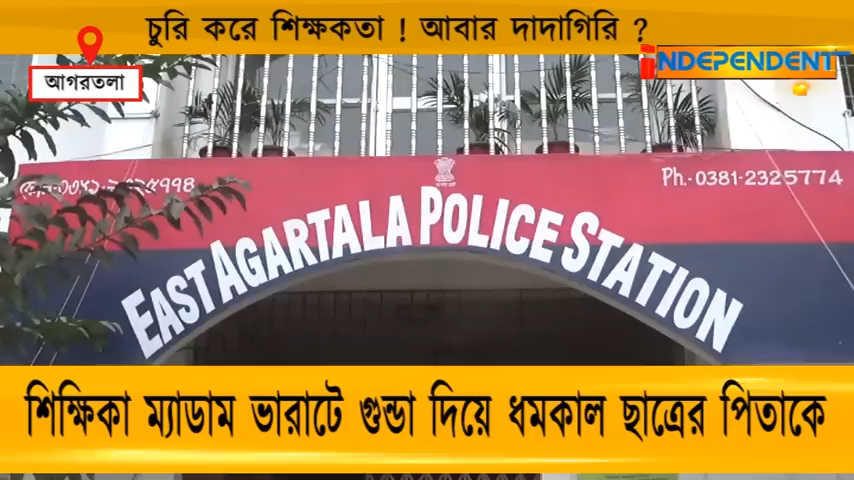 চুরি করে শিক্ষকতা ! আবার দাদাগিরি ?
INDEPENDENT
আগরতলা
Ph.-0381-2325774
EAST AGARTALA POLICE STATION
শিক্ষিকা ম্যাডাম ভারাটে গুন্ডা দিয়ে ধমকাল ছাত্রের পিতাকে